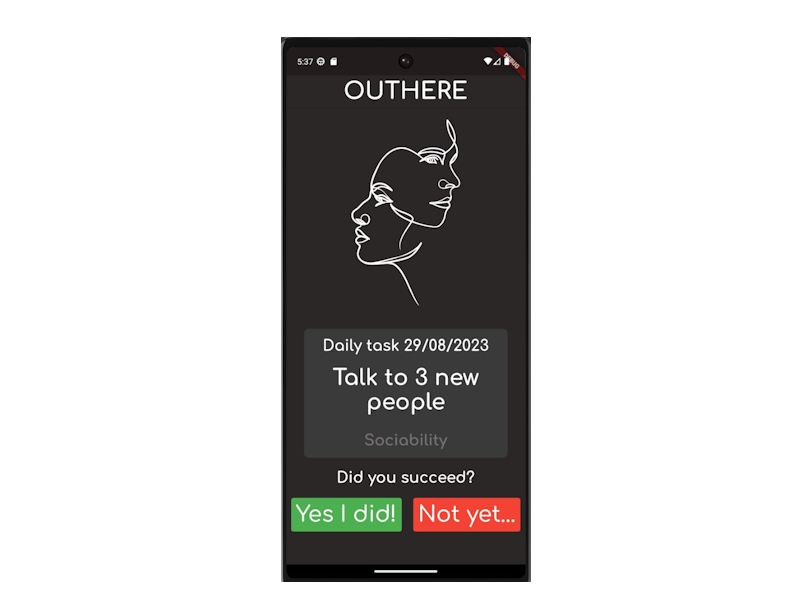 5:37
DEBUG
OUTHERE
Daily task 29/08/2023
Talk to 3 new
people
Sociability
Did you succeed?
Yes I did!
Not yet...